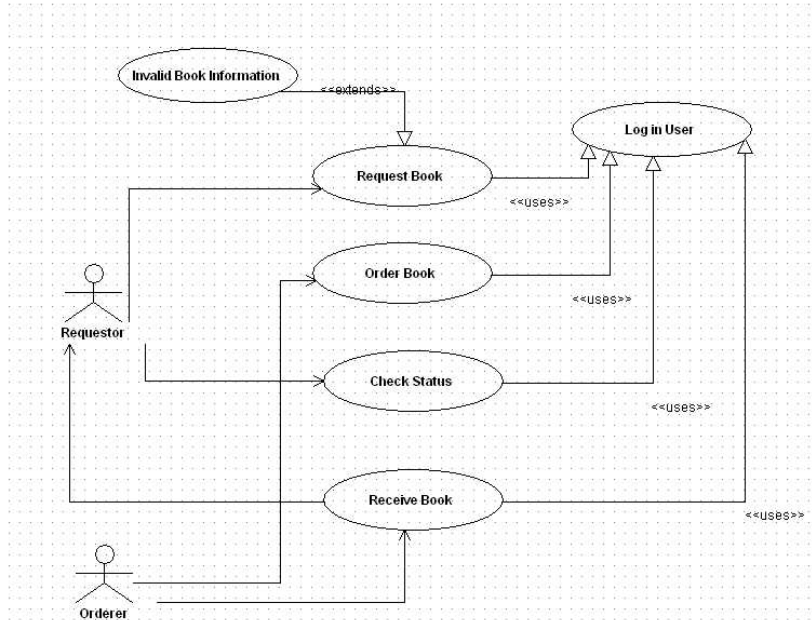 Invalid Book Information
<<extends>>
Log in User
Request Book
<<uses>>
Order Book
<<uses>>
Requestor
Check Status
<<uses>>
Receive Book
<<uses>>
Orderer